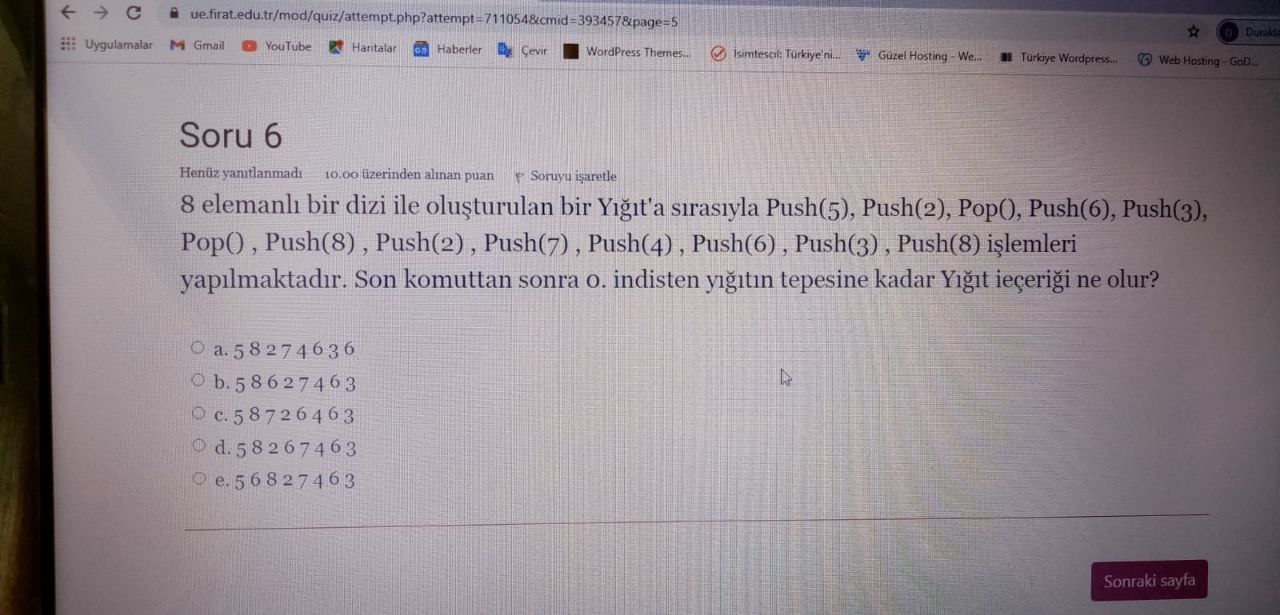 ue.firat.edu.tr/mod/quiz/attempt.php?attempt=711054&cmid=393457&page=5
Uygulamalar Gmail YouTube Haritalar Haberler Çevir WordPress Themes... İsimtescil: Türkiye'ni... Güzel Hosting - We... Türkiye Wordpress... Web Hosting - GoD...
Soru 6
Henüz yanıtlanmadı 10.00 üzerinden alınan puan Soruyu işaretle
8 elemanlı bir dizi ile oluşturulan bir Yığıt'a sırasıyla Push(5), Push(2), Pop(), Push(6), Push(3),
Pop() , Push(8) , Push(2) , Push(7) , Push(4) , Push(6) , Push(3) , Push(8) işlemleri
yapılmaktadır. Son komuttan sonra 0. indisten yığıtın tepesine kadar Yığıt ieçeriği ne olur?
a. 5 8 2 7 4 6 3 6
b. 5 8 6 2 7 4 6 3
c. 5 8 7 2 6 4 6 3
d. 5 8 2 6 7 4 6 3
e. 5 6 8 2 7 4 6 3
Sonraki sayfa